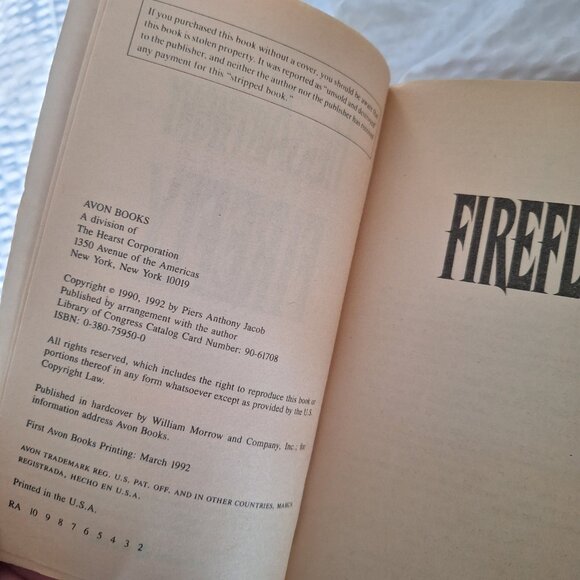 If you purchased this book without a cover, you should be aware that
this book is stolen property. It was reported as "unsold and destroyed"
to the publisher, and neither the author nor the publisher has received
any payment for this "stripped book."
AVON BOOKS
A division of
The Hearst Corporation
1350 Avenue of the Americas
New York, New York 10019
Copyright © 1990, 1992 by Piers Anthony Jacob
Published by arrangement with the author
Library of Congress Catalog Card Number: 90-61708
ISBN: 0-380-75950-0
All rights reserved, which includes the right to reproduce this book or
portions thereof in any form whatsoever except as provided by the U.S.
Copyright Law.
Published in hardcover by William Morrow and Company, Inc.; for
information address Avon Books.
First Avon Books Printing: March 1992
AVON TRADEMARK REG. U.S. PAT. OFF. AND IN OTHER COUNTRIES, MARCA
REGISTRADA, HECHO EN U.S.A.
Printed in the U.S.A.
RA 10 9 8 7 6 5 4 3 2
FIREFL